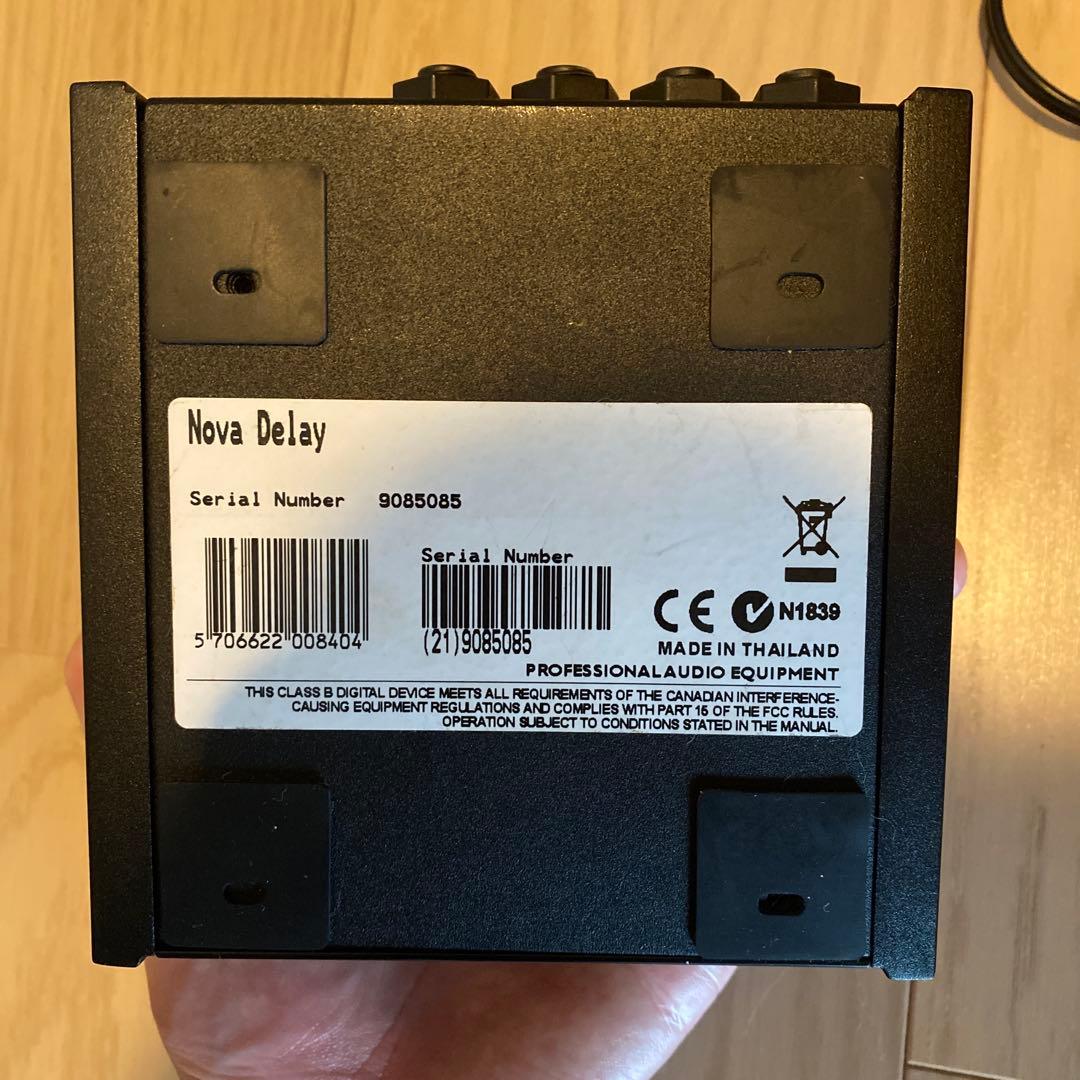 Nova Delay
Serial Number 9085085
Serial Number
5 706622 008404
(21)9085085
CE N1839
MADE IN THAILAND
PROFESSIONAL AUDIO EQUIPMENT
THIS CLASS B DIGITAL DEVICE MEETS ALL REQUIREMENTS OF THE CANADIAN INTERFERENCE-
CAUSING EQUIPMENT REGULATIONS AND COMPLIES WITH PART 15 OF THE FCC RULES.
OPERATION SUBJECT TO CONDITIONS STATED IN THE MANUAL.